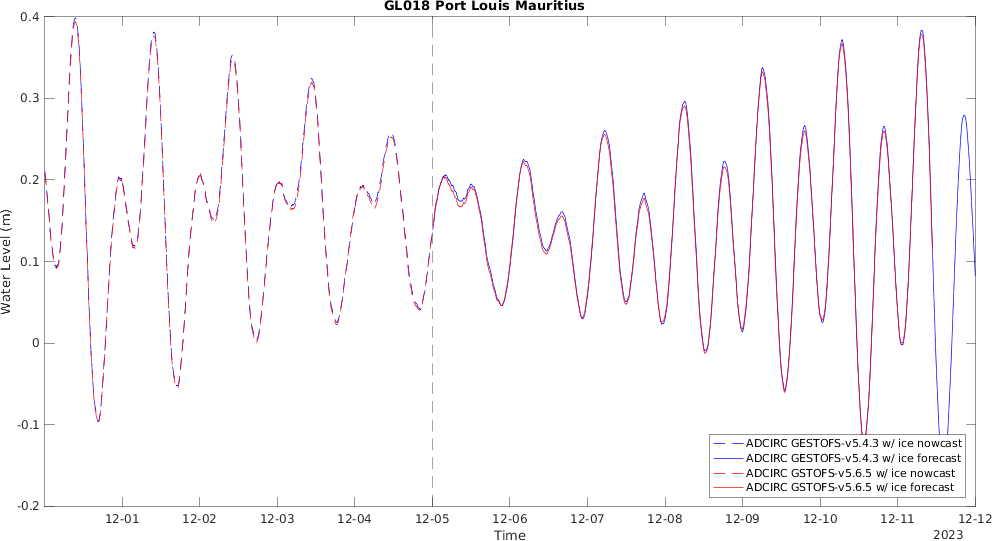 GL018 Port Louis Mauritius
0.4
0.3
0.2
0.1
0
-0.1
-0.2
Water Level (m)
ADCIRC GESTOFS-v5.4.3 w/ ice nowcast
ADCIRC GESTOFS-v5.4.3 w/ ice forecast
ADCIRC GSTOFS-v5.6.5 w/ ice nowcast
ADCIRC GSTOFS-v5.6.5 w/ ice forecast
12-01 12-02 12-03 12-04 12-05 12-06 12-07 12-08 12-09 12-10 12-11 12-12
Time
2023